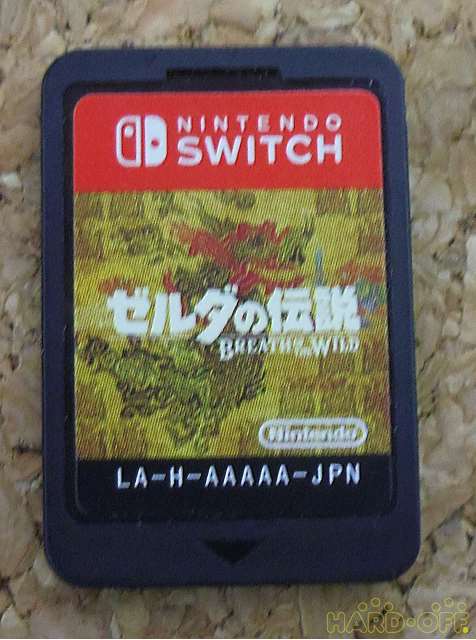 NINTENDO
SWITCH
ゼルダの伝説
BREATH OF THE WILD
Nintendo
LA-H-AAAAA-JPN
HARD-OFF